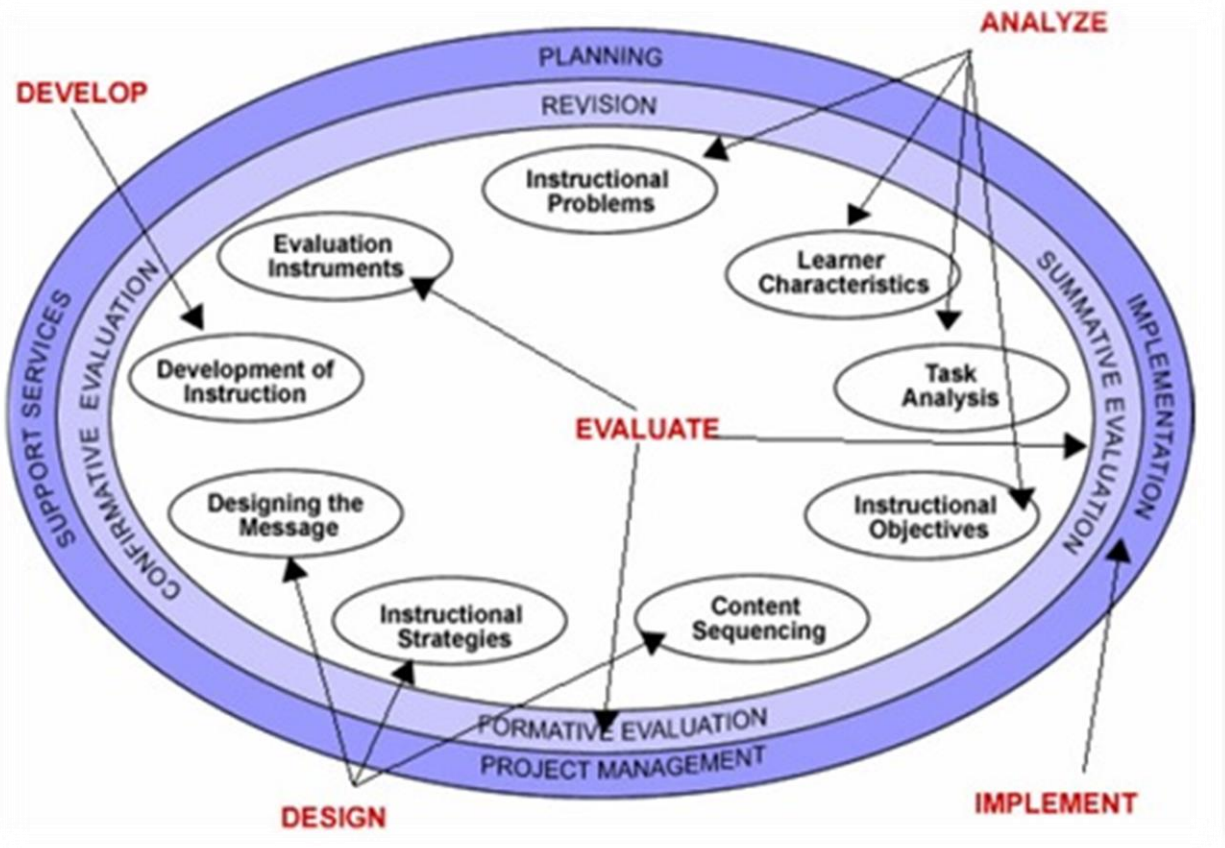 ANALYZE
PLANNING
DEVELOP
REVISION
Instructional
Problems
Evaluation
Instruments
Learner
Characteristics
SUPPORT SERVICES
CONFIRMATIVE EVALUATION
SUMMATIVE EVALUATION
IMPLEMENTATION
Development of
Instruction
Task
Analysis
EVALUATE
Designing the
Message
Instructional
Objectives
Instructional
Strategies
Content
Sequencing
FORMATIVE EVALUATION
PROJECT MANAGEMENT
DESIGN
IMPLEMENT